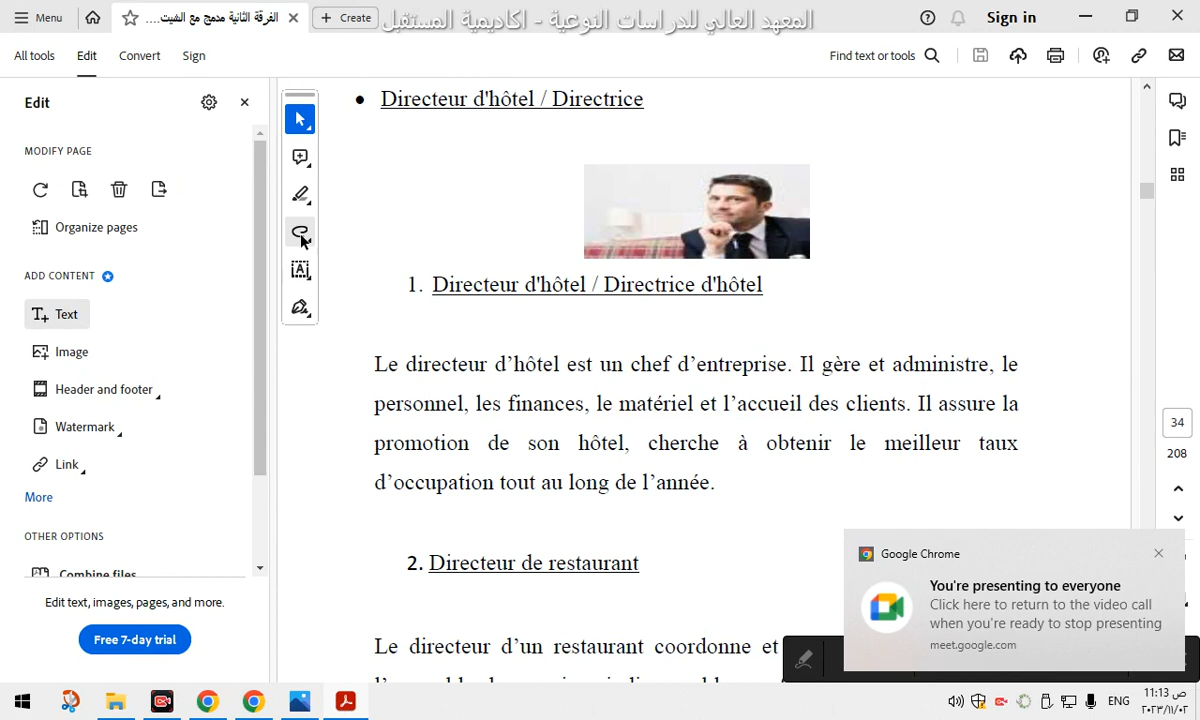 Menu
الفرقة الثانية مدمج مع الشيت....
Create
المعهد العالي للدراسات النوعية - اكاديمية المستقبل
Sign in
All tools
Edit
Convert
Sign
Find text or tools
Edit
MODIFY PAGE
Organize pages
ADD CONTENT
Text
Image
Header and footer
Watermark
Link
More
OTHER OPTIONS
Combine files
Edit text, images, pages, and more.
Free 7-day trial
• Directeur d'hôtel / Directrice
1. Directeur d'hôtel / Directrice d'hôtel
Le directeur d’hôtel est un chef d’entreprise. Il gère et administre, le
personnel, les finances, le matériel et l’accueil des clients. Il assure la
promotion de son hôtel, cherche à obtenir le meilleur taux
d’occupation tout au long de l’année.
2. Directeur de restaurant
Le directeur d’un restaurant coordonne et
34
208
Google Chrome
You're presenting to everyone
Click here to return to the video call
when you're ready to stop presenting
meet.google.com
ENG
11:13 ص
٢٠٢٣/١١/٠٢